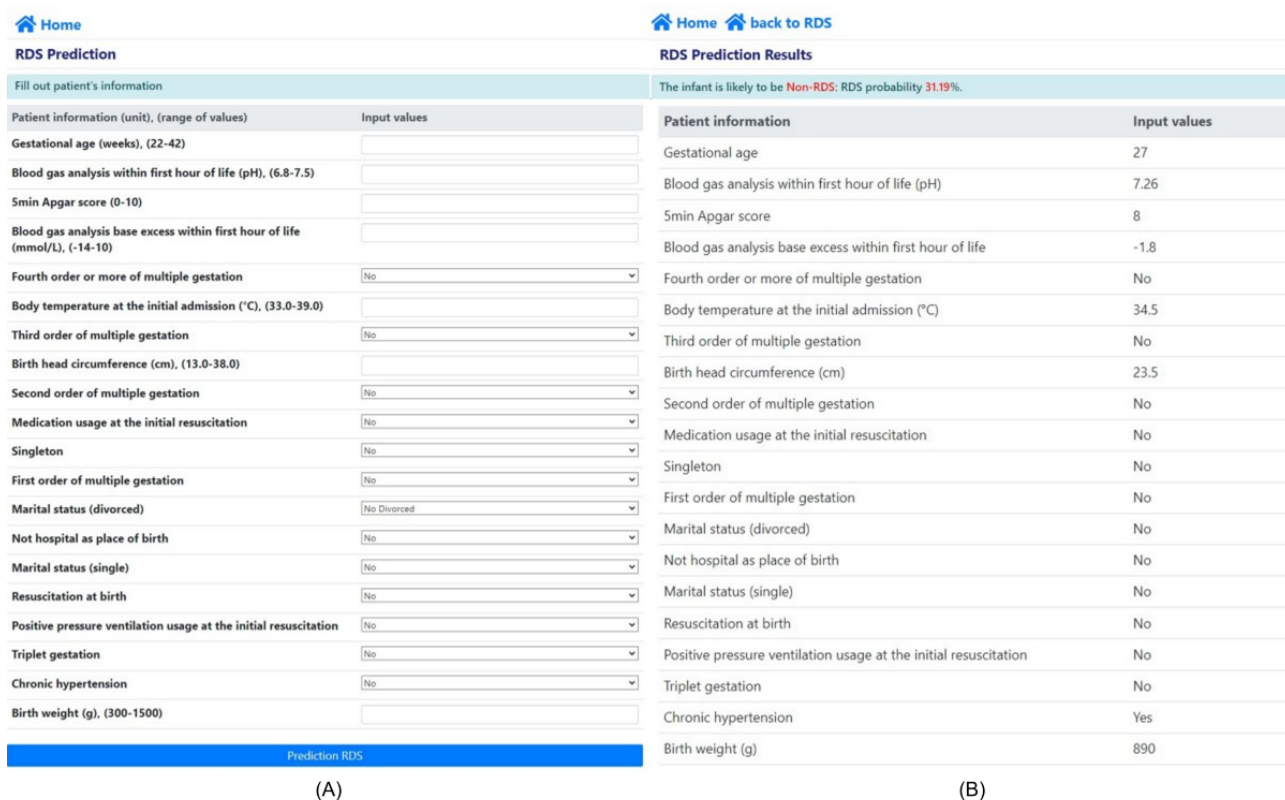 Home
RDS Prediction
Fill out patient's information
Patient information (unit), (range of values) Input values
Gestational age (weeks), (22-42)
Blood gas analysis within first hour of life (pH), (6.8-7.5)
5min Apgar score (0-10)
Blood gas analysis base excess within first hour of life
(mmol/L), (-14-10)
Fourth order or more of multiple gestation No
Body temperature at the initial admission (°C), (33.0-39.0)
Third order of multiple gestation No
Birth head circumference (cm), (13.0-38.0)
Second order of multiple gestation No
Medication usage at the initial resuscitation No
Singleton No
First order of multiple gestation No
Marital status (divorced) No Divorced
Not hospital as place of birth No
Marital status (single) No
Resuscitation at birth No
Positive pressure ventilation usage at the initial resuscitation No
Triplet gestation No
Chronic hypertension No
Birth weight (g), (300-1500)
Prediction RDS
(A)
Home back to RDS
RDS Prediction Results
The infant is likely to be Non-RDS: RDS probability 31.19%.
Patient information Input values
Gestational age 27
Blood gas analysis within first hour of life (pH) 7.26
5min Apgar score 8
Blood gas analysis base excess within first hour of life -1.8
Fourth order or more of multiple gestation No
Body temperature at the initial admission (°C) 34.5
Third order of multiple gestation No
Birth head circumference (cm) 23.5
Second order of multiple gestation No
Medication usage at the initial resuscitation No
Singleton No
First order of multiple gestation No
Marital status (divorced) No
Not hospital as place of birth No
Marital status (single) No
Resuscitation at birth No
Positive pressure ventilation usage at the initial resuscitation No
Triplet gestation No
Chronic hypertension Yes
Birth weight (g) 890
(B)